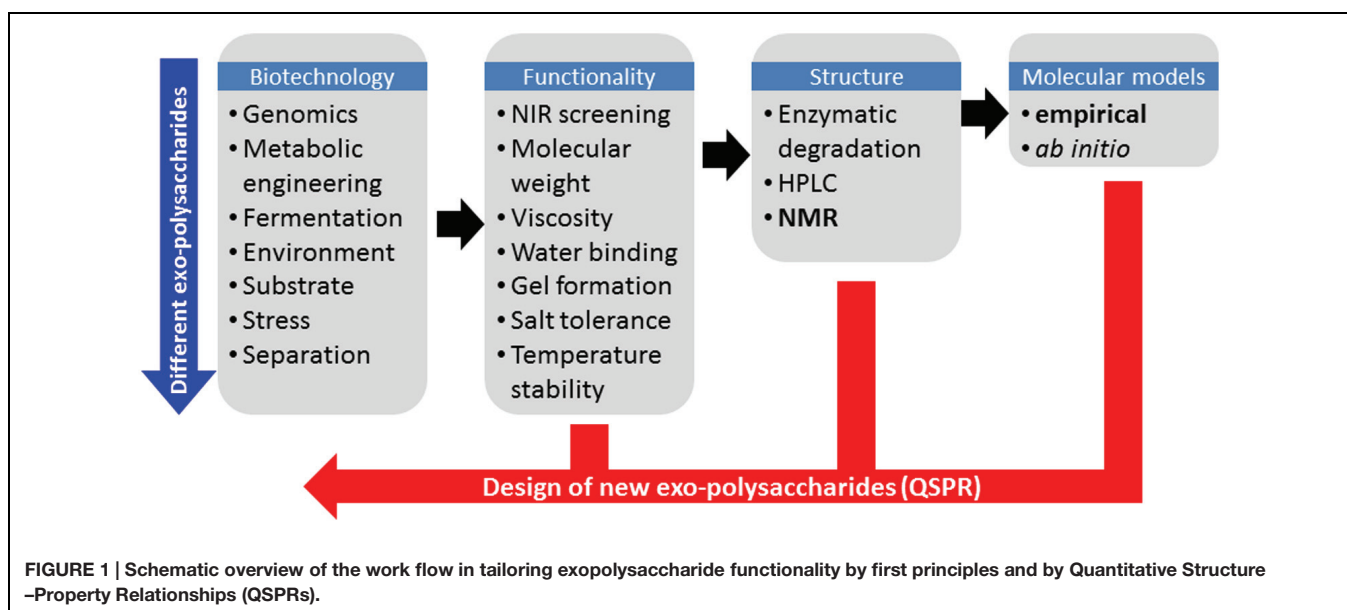 Different exo-polysaccharides
Biotechnology
• Genomics
• Metabolic
engineering
• Fermentation
• Environment
• Substrate
• Stress
• Separation
Functionality
• NIR screening
• Molecular
weight
• Viscosity
• Water binding
• Gel formation
• Salt tolerance
• Temperature
stability
Structure
• Enzymatic
degradation
• HPLC
• NMR
Molecular models
• empirical
• ab initio
Design of new exo-polysaccharides (QSPR)
FIGURE 1 | Schematic overview of the work flow in tailoring exopolysaccharide functionality by first principles and by Quantitative Structure
–Property Relationships (QSPRs).